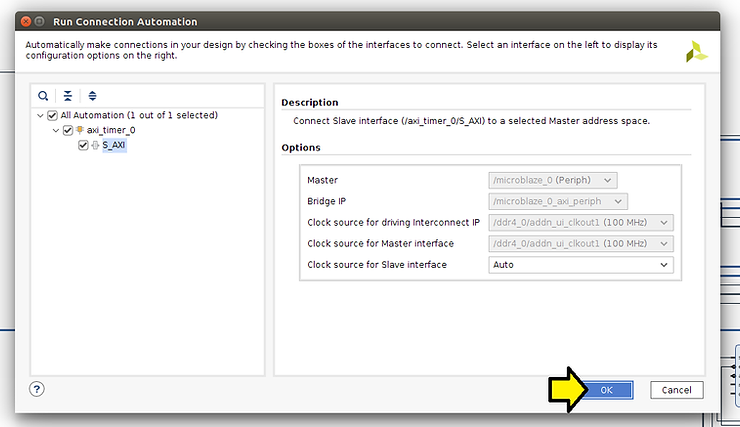 Run Connection Automation
Automatically make connections in your design by checking the boxes of the interfaces to connect. Select an interface on the left to display its
configuration options on the right.
All Automation (1 out of 1 selected)
axi_timer_0
S_AXI
Description
Connect Slave interface (/axi_timer_0/S_AXI) to a selected Master address space.
Options
Master /microblaze_0 (Periph)
Bridge IP /microblaze_0_axi_periph
Clock source for driving Interconnect IP /ddr4_0/addn_ui_clkout1 (100 MHz)
Clock source for Master interface /ddr4_0/addn_ui_clkout1 (100 MHz)
Clock source for Slave interface Auto
?
OK
Cancel